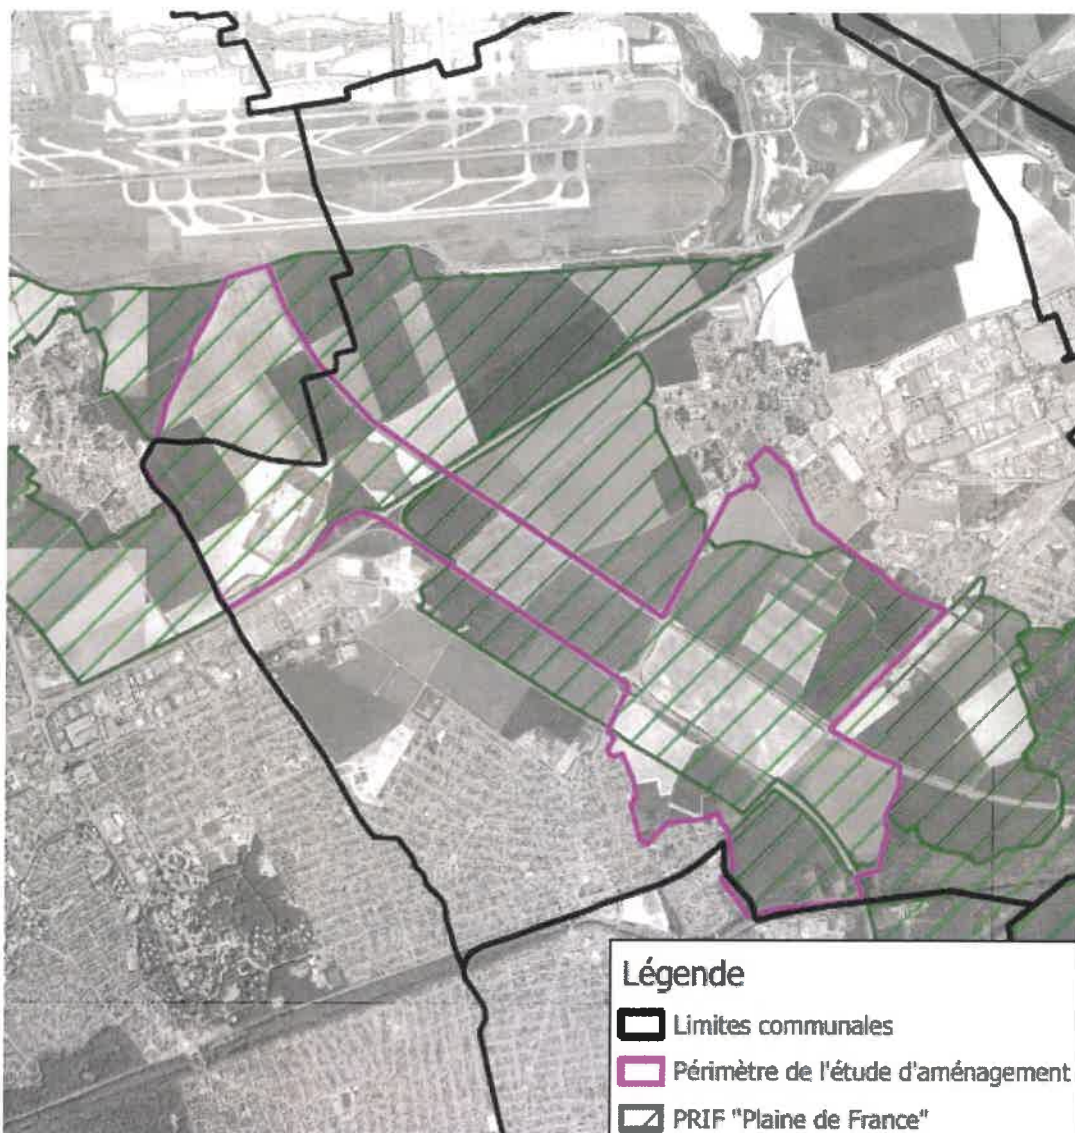 Légende
Limites communales
Périmètre de l'étude d'aménagement
PRIF "Plaine de France"